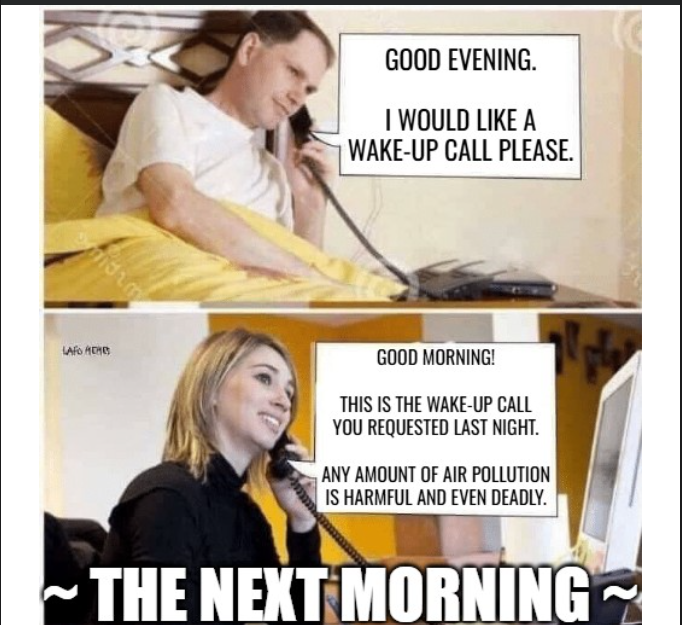 GOOD EVENING.
I WOULD LIKE A
WAKE-UP CALL PLEASE.
GOOD MORNING!
THIS IS THE WAKE-UP CALL
YOU REQUESTED LAST NIGHT.
ANY AMOUNT OF AIR POLLUTION
IS HARMFUL AND EVEN DEADLY.
~ THE NEXT MORNING ~